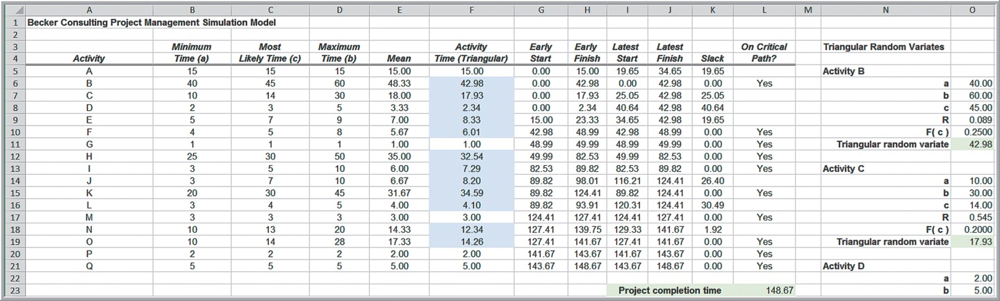 A B C D E F G H I J K L M N O
1 Becker Consulting Project Management Simulation Model
2
3 Minimum Most Maximum Activity Early Early Latest Latest On Critical Triangular Random Variates
4 Activity Time (a) Likely Time (c) Time (b) Mean Time (Triangular) Start Finish Start Finish Slack Path?
5 A 15 15 15 15.00 15.00 0.00 15.00 19.65 34.65 19.65 Activity B
6 B 40 45 60 48.33 42.98 0.00 42.98 0.00 42.98 0.00 Yes a 40.00
7 C 10 14 30 18.00 17.93 0.00 17.93 25.05 42.98 25.05 b 60.00
8 D 2 3 5 3.33 2.34 0.00 2.34 40.64 42.98 40.64 c 45.00
9 E 5 7 9 7.00 8.33 15.00 23.33 34.65 42.98 19.65 R 0.089
10 F 4 5 8 5.67 6.01 42.98 48.99 42.98 48.99 0.00 Yes F( c ) 0.2500
11 G 1 1 1 1.00 1.00 48.99 49.99 48.99 49.99 0.00 Yes Triangular random variate 42.98
12 H 25 30 50 35.00 32.54 49.99 82.53 49.99 82.53 0.00 Yes
13 I 3 5 10 6.00 7.29 82.53 89.82 82.53 89.82 0.00 Yes Activity C
14 J 3 7 10 6.67 8.20 89.82 98.01 116.21 124.41 26.40 a 10.00
15 K 20 30 45 31.67 34.59 89.82 124.41 89.82 124.41 0.00 Yes b 30.00
16 L 3 4 5 4.00 4.10 89.82 93.91 120.31 124.41 30.49 c 14.00
17 M 3 3 3 3.00 3.00 124.41 127.41 124.41 127.41 0.00 Yes R 0.545
18 N 10 13 20 14.33 12.34 127.41 139.75 129.33 141.67 1.92 F( c ) 0.2000
19 O 10 14 28 17.33 14.26 127.41 141.67 127.41 141.67 0.00 Yes Triangular random variate 17.93
20 P 2 2 2 2.00 2.00 141.67 143.67 141.67 143.67 0.00 Yes
21 Q 5 5 5 5.00 5.00 143.67 148.67 143.67 148.67 0.00 Yes Activity D
22 a 2.00
23 Project completion time 148.67 b 5.00